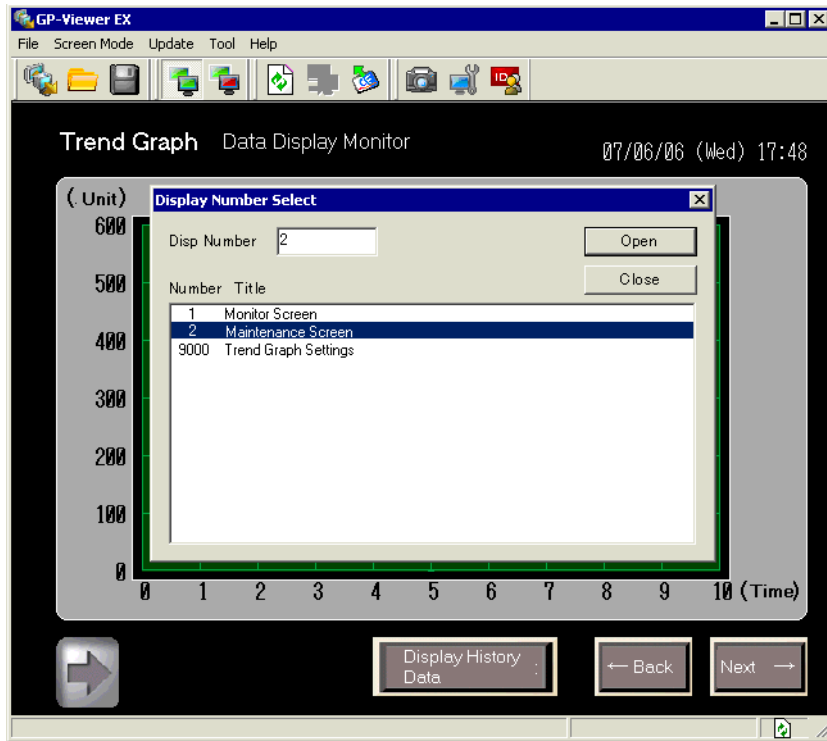 GP-Viewer EX
File Screen Mode Update Tool Help
ID
Trend Graph Data Display Monitor
07/06/06 (Wed) 17:48
(. Unit)
Display Number Select
Disp Number 2
Open
Close
Number Title
1 Monitor Screen
2 Maintenance Screen
9000 Trend Graph Settings
600
500
400
300
200
100
0
0 1 2 3 4 5 6 7 8 9 10 (Time)
Display History :
Data
← Back
Next →